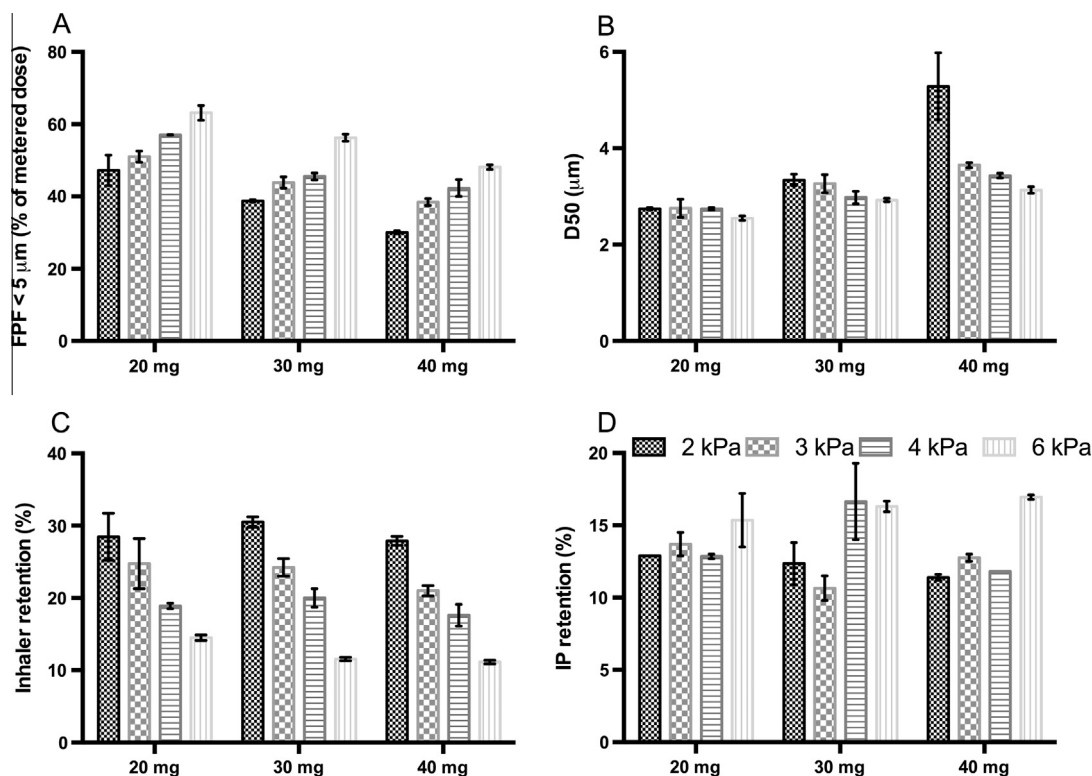 A
FPF < 5 μm (% of metered dose)
80
60
40
20
0
20 mg
30 mg
40 mg
B
D50 (μm)
6
4
2
0
20 mg
30 mg
40 mg
C
Inhaler retention (%)
40
30
20
10
0
20 mg
30 mg
40 mg
D
2 kPa
3 kPa
4 kPa
6 kPa
IP retention (%)
20
15
10
5
0
20 mg
30 mg
40 mg